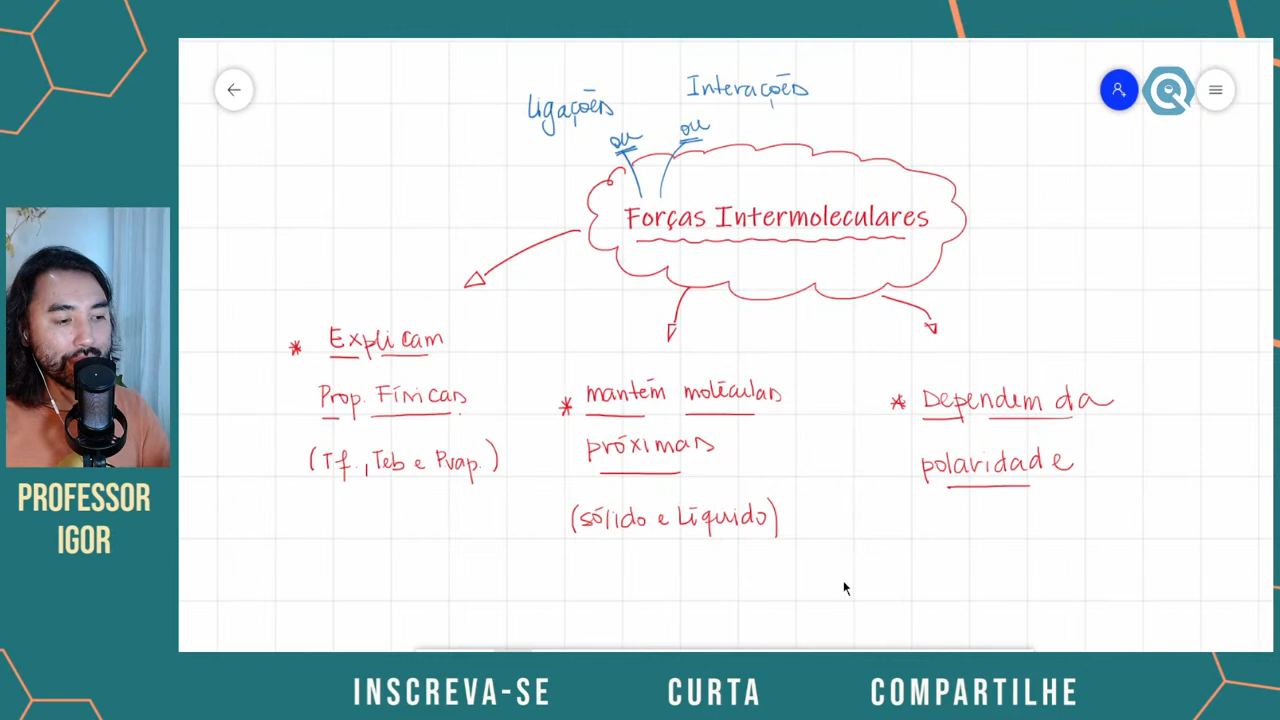 Ligações
Interações
ou
ou
Forças Intermoleculares
* Explicam
Prop. Físicas
(Tf., Teb e Pvap.)
* mantém moléculas
próximas
(sólido e Líquido)
* Dependem da
polaridade
PROFESSOR
IGOR
INSCREVA-SE
CURTA
COMPARTILHE